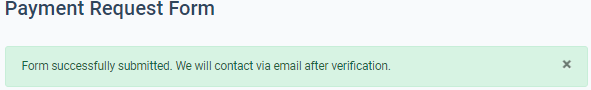 Payment Request Form
Form successfully submitted. We will contact via email after verification.
×